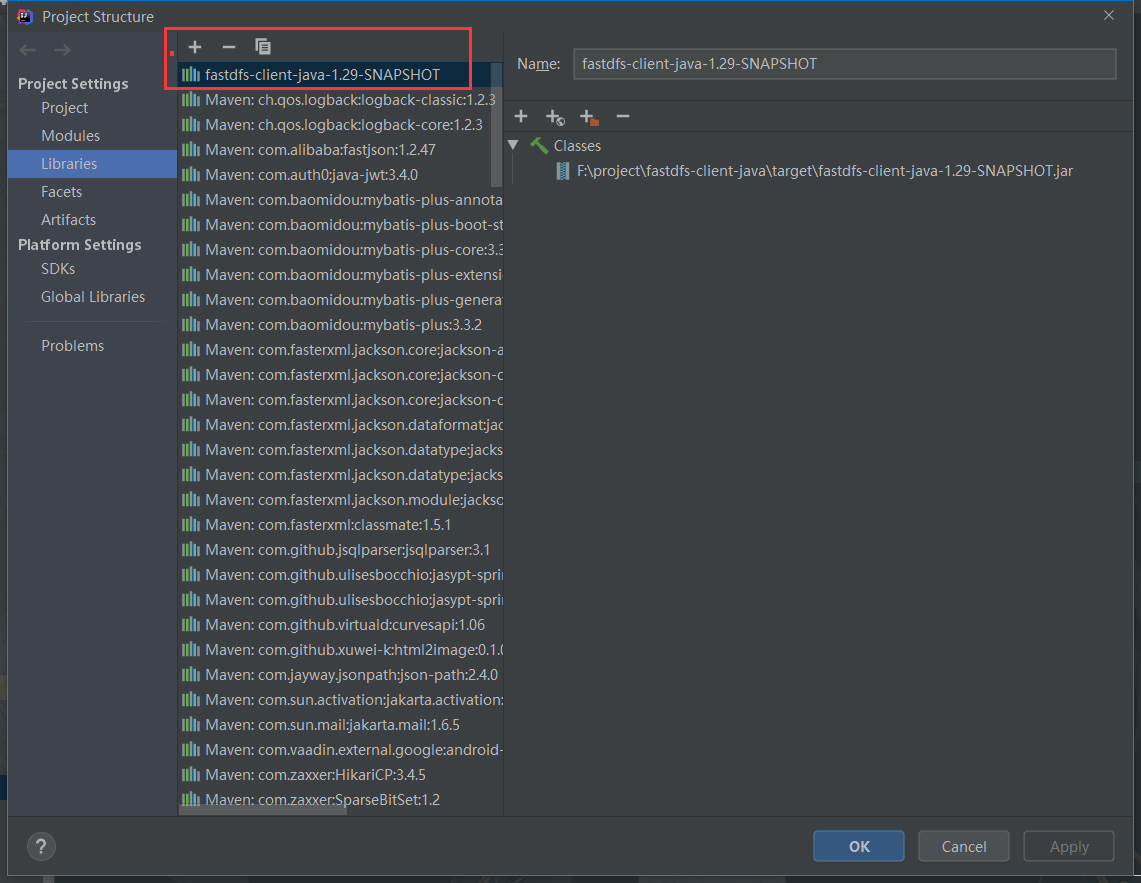 Project Structure
Project Settings
Project
Modules
Libraries
Facets
Artifacts
Platform Settings
SDKs
Global Libraries
Problems
fastdfs-client-java-1.29-SNAPSHOT
Maven: ch.qos.logback:logback-classic:1.2.3
Maven: ch.qos.logback:logback-core:1.2.3
Maven: com.alibaba:fastjson:1.2.47
Maven: com.auth0:java-jwt:3.4.0
Maven: com.baomidou:mybatis-plus-annota
Maven: com.baomidou:mybatis-plus-boot-st
Maven: com.baomidou:mybatis-plus-core:3.3
Maven: com.baomidou:mybatis-plus-extensi
Maven: com.baomidou:mybatis-plus-genera
Maven: com.baomidou:mybatis-plus:3.3.2
Maven: com.fasterxml.jackson.core:jackson-a
Maven: com.fasterxml.jackson.core:jackson-c
Maven: com.fasterxml.jackson.core:jackson-d
Maven: com.fasterxml.jackson.dataformat:jac
Maven: com.fasterxml.jackson.datatype:jacks
Maven: com.fasterxml.jackson.datatype:jacks
Maven: com.fasterxml.jackson.module:jackso
Maven: com.fasterxml:classmate:1.5.1
Maven: com.github.jsqlparser:jsqlparser:3.1
Maven: com.github.ulisesbocchio:jasypt-spri
Maven: com.github.ulisesbocchio:jasypt-spri
Maven: com.github.virtuald:curvesapi:1.06
Maven: com.github.xuwei-k:html2image:0.1.0
Maven: com.jayway.jsonpath:json-path:2.4.0
Maven: com.sun.activation:jakarta.activation:
Maven: com.sun.mail:jakarta.mail:1.6.5
Maven: com.vaadin.external.google:android-
Maven: com.zaxxer:HikariCP:3.4.5
Maven: com.zaxxer:SparseBitSet:1.2
Name: fastdfs-client-java-1.29-SNAPSHOT
Classes
F:\project\fastdfs-client-java\target\fastdfs-client-java-1.29-SNAPSHOT.jar
?
OK
Cancel
Apply